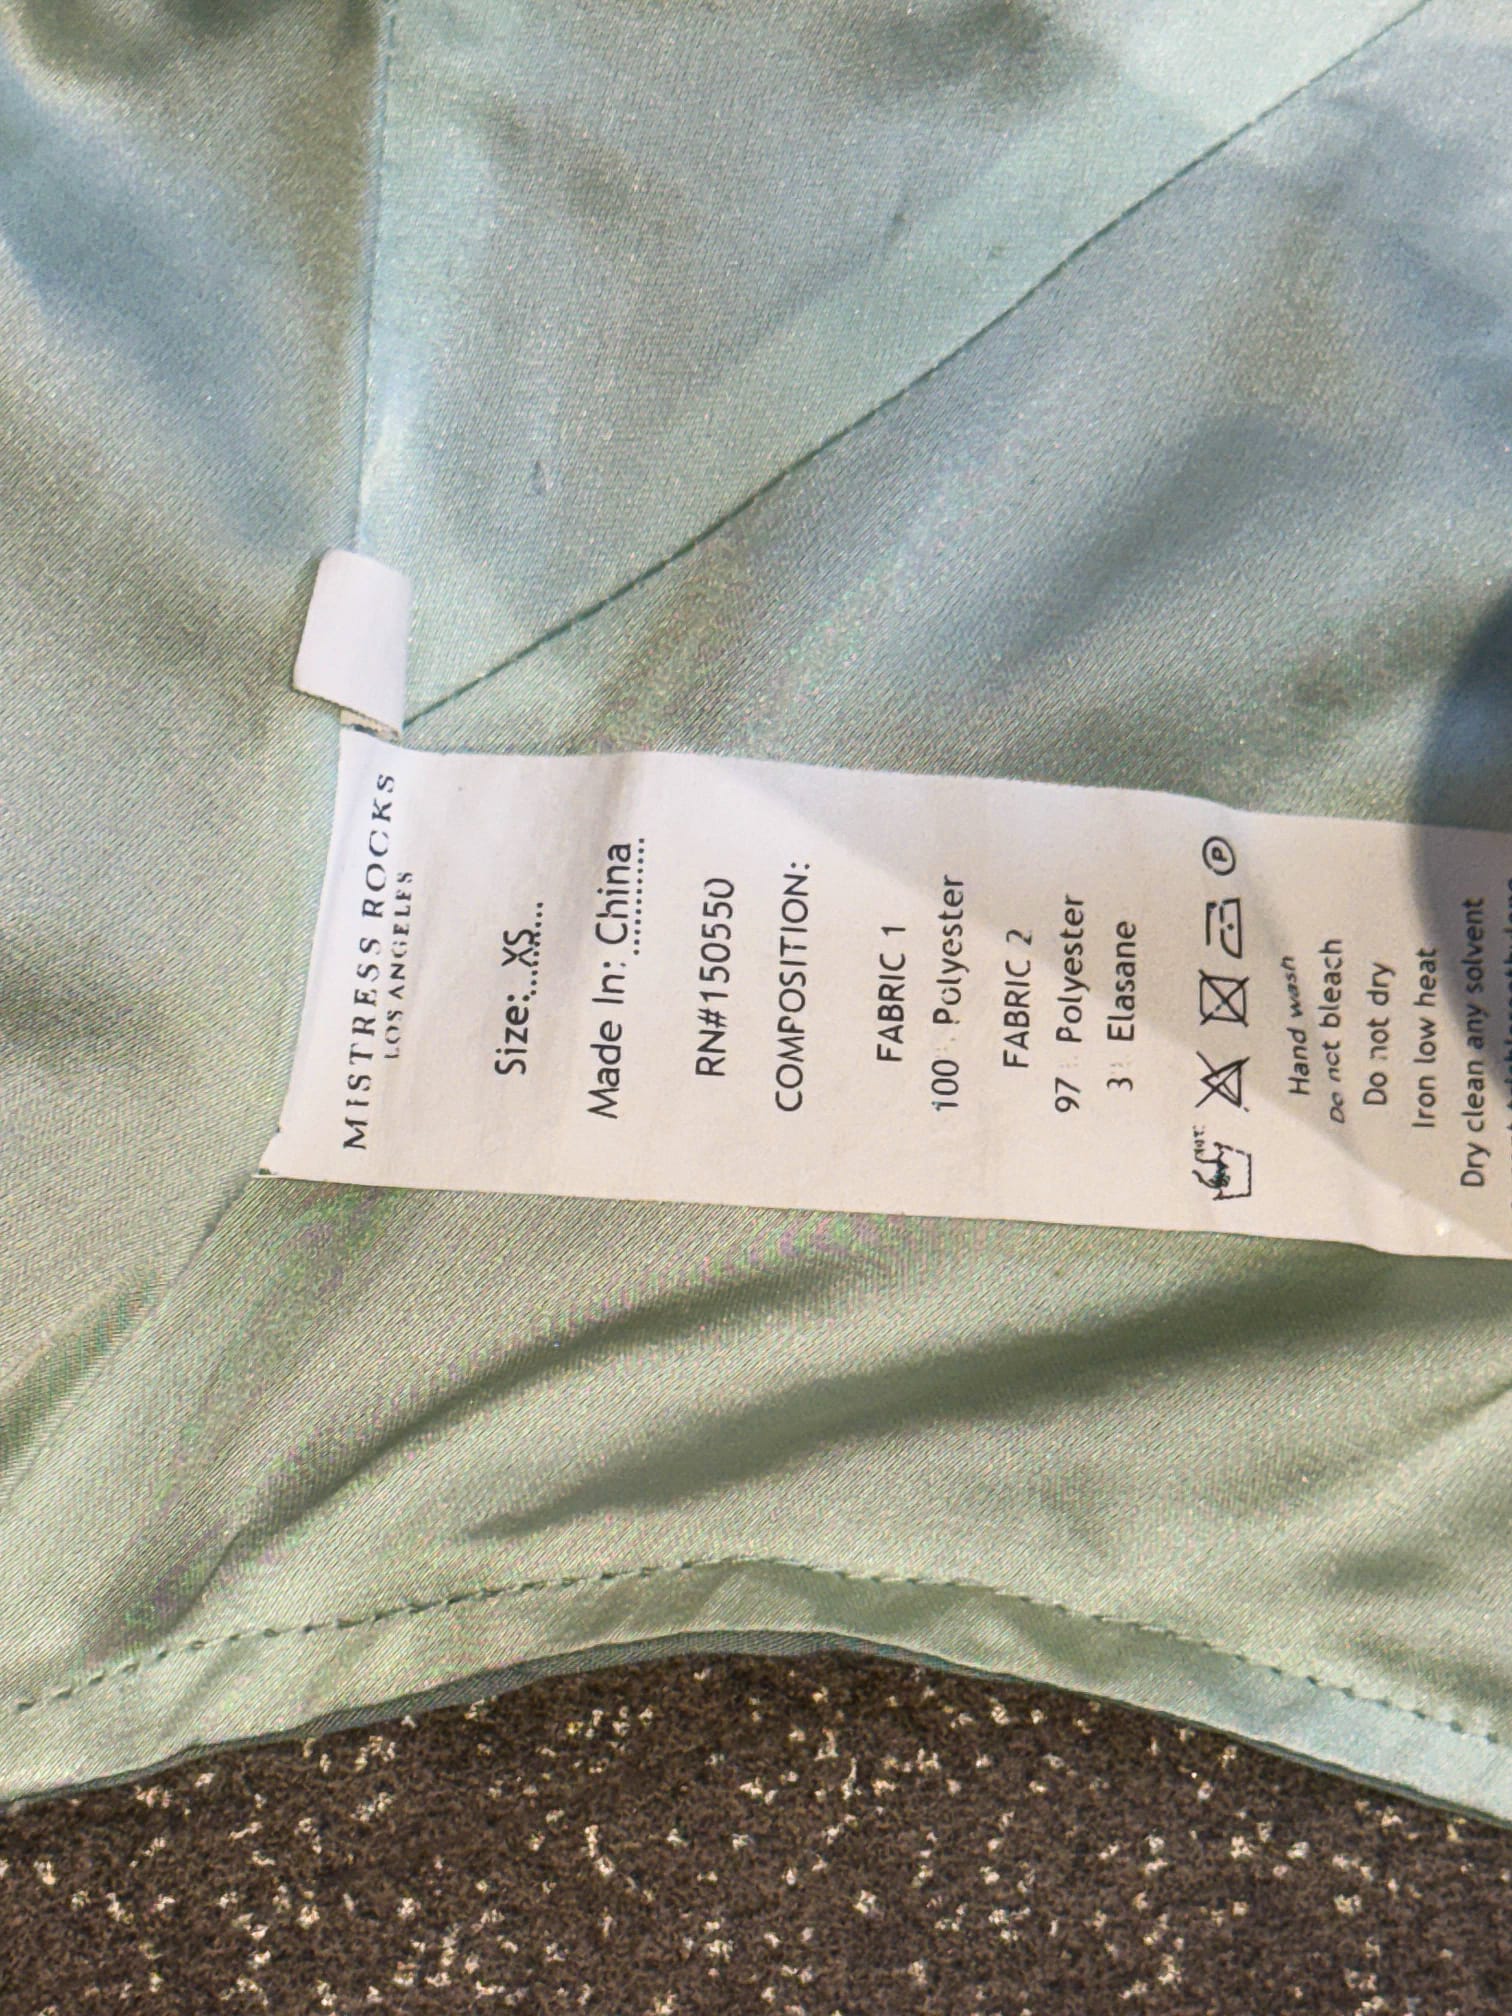 MISTRESS ROCKS
LOS ANGELES
Size: XS
Made In: China
RN#150550
COMPOSITION:
FABRIC 1
100 Polyester
FABRIC 2
97 Polyester
3 Elasane
P
Hand wash
Do not bleach
Do not dry
Iron low heat
Dry clean any solvent